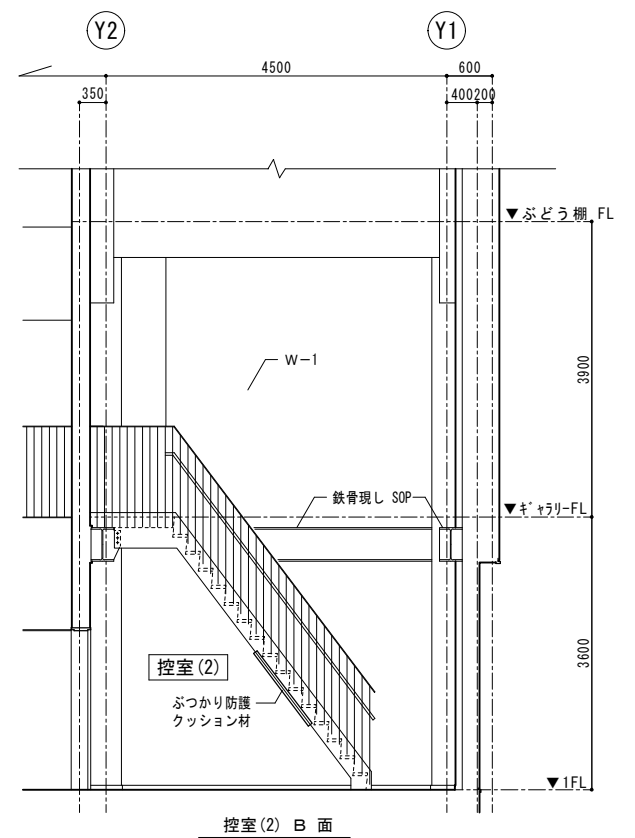 Y2
Y1
4500
600
350
400
200
▼ぶどう棚 FL
W-1
3900
鉄骨現し SOP
▼ギャラリーFL
控室(2)
ぶつかり防護
クッション材
3600
▼1FL
控室(2) B 面